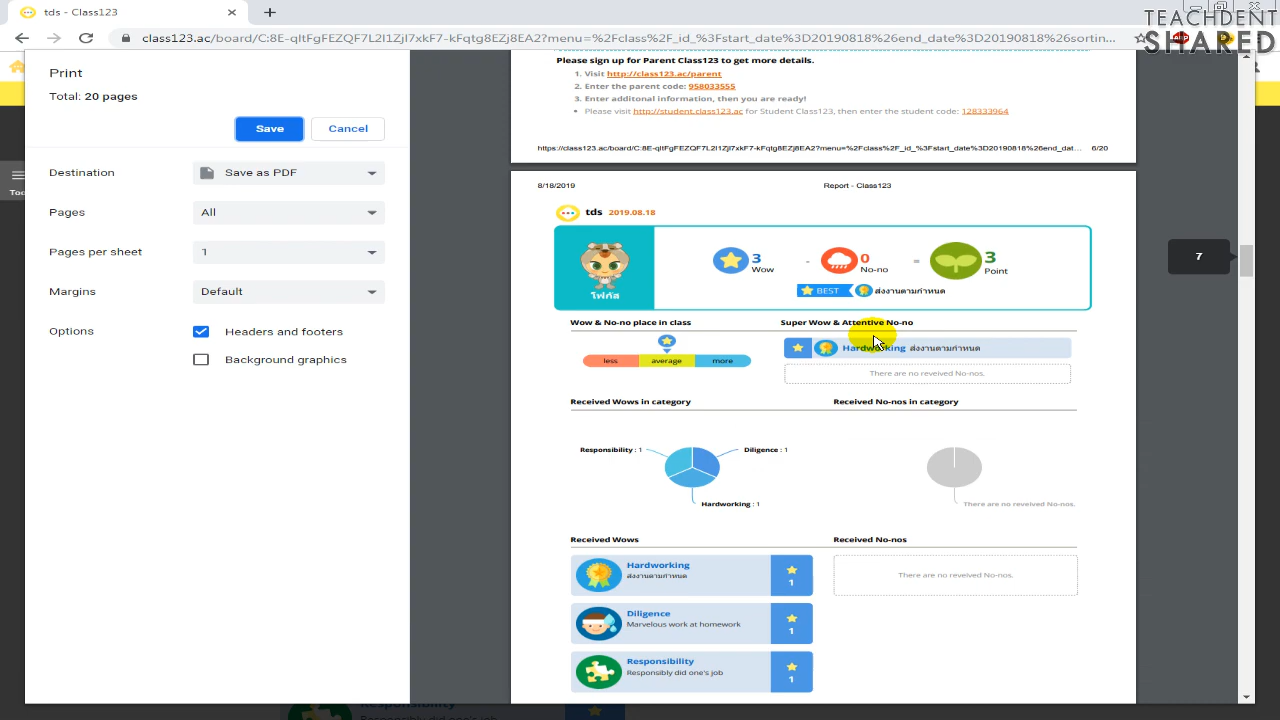 tds - Class123
TEACHDENT
SHARED
class123.ac/board/C:8E-qItFgFEZQF7L2I1ZjI7xkF7-kFqtg8EZJ8EA2?menu=%2Fclass%2F_id_%3Fstart_date%3D20190818%26end_date%3D20190818%26sortin...
Print
Total: 20 pages
Save
Cancel
Destination
Save as PDF
Pages
All
Pages per sheet
1
Margins
Default
Options
Headers and footers
Background graphics
Please sign up for Parent Class123 to get more details.
1. Visit http://class123.ac/parent
2. Enter the parent code: 958033555
3. Enter additonal information, then you are ready!
Please visit http://student.class123.ac for Student Class123, then enter the student code: 128333964
https://class123.ac/board/C:8E-qItFgFEZQF7L2I1ZjI7xkF7-kFqtg8EZJ8EA2?menu=%2Fclass%2F_id_%3Fstart_date%3D20190818%26end_dat... 6/20
8/18/2019 Report - Class123
tds 2019.08.18
โฟกัส
3 Wow - 0 No-no = 3 Point
BEST ส่งงานตามกำหนด
Wow & No-no place in class
less average more
Super Wow & Attentive No-no
Hardworking ส่งงานตามกำหนด
There are no reveived No-nos.
Received Wows in category
Responsibility : 1
Diligence : 1
Hardworking : 1
Received No-nos in category
There are no reveived No-nos.
Received Wows
Hardworking
ส่งงานตามกำหนด
1
Diligence
Marvelous work at homework
1
Responsibility
Responsibly did one's job
1
Received No-nos
There are no reveived No-nos.
7